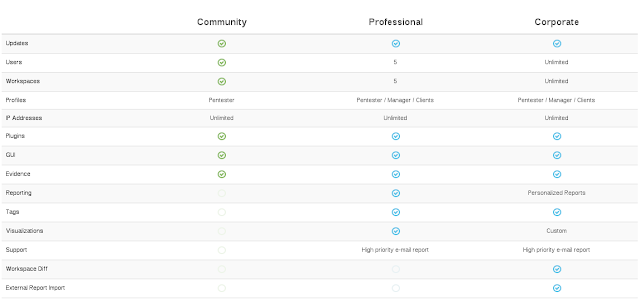 Community Professional Corporate
Updates
Users 5 Unlimited
Workspaces 5 Unlimited
Profiles Pentester Pentester / Manager / Clients Pentester / Manager / Clients
IP Addresses Unlimited Unlimited Unlimited
Plugins
GUI
Evidence
Reporting Personalized Reports
Tags
Visualizations Custom
Support High priority e-mail report High priority e-mail report
Workspace Diff
External Report Import